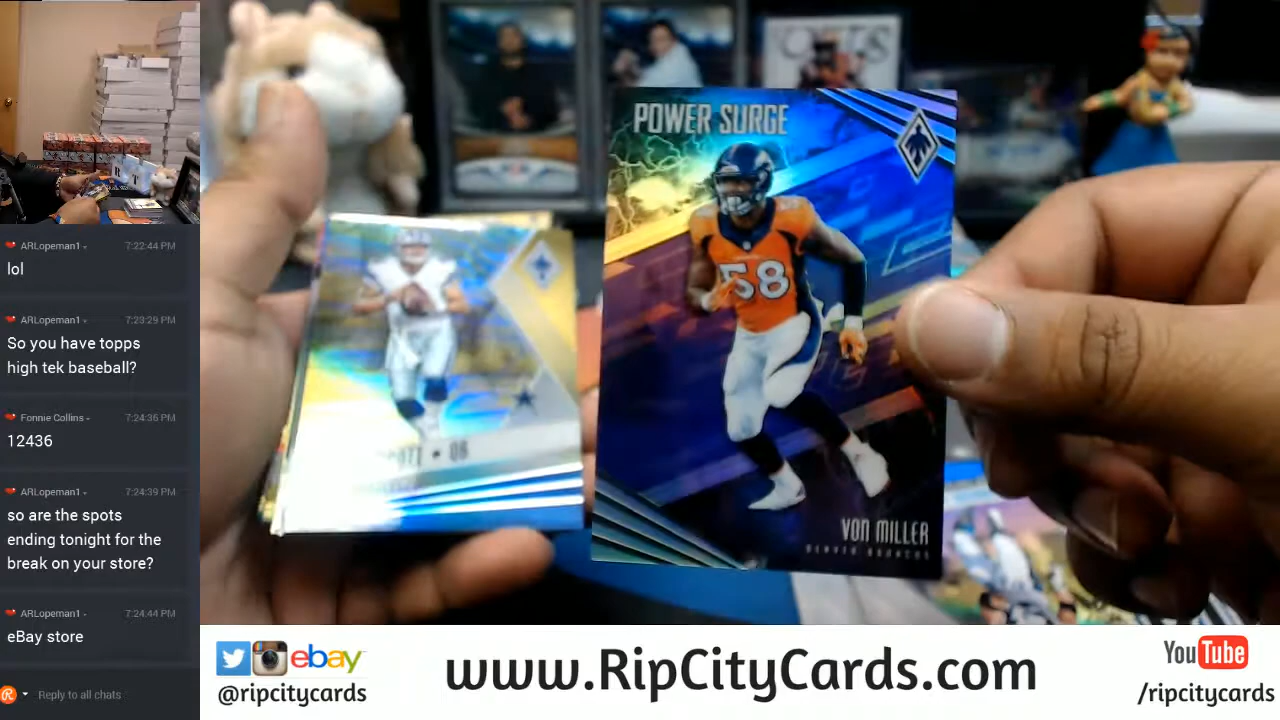 ARLopeman1 7:22:44 PM
lol
ARLopeman1 7:23:29 PM
So you have topps
high tek baseball?
Fonnie Collins 7:24:36 PM
12436
ARLopeman1 7:24:39 PM
so are the spots
ending tonight for the
break on your store?
ARLopeman1 7:24:44 PM
eBay store
Reply to all chats
POWER SURGE
58
VON MILLER
DENVER BRONCOS
QB
ebay
@ripcitycards
www.RipCityCards.com
YouTube
/ripcitycards